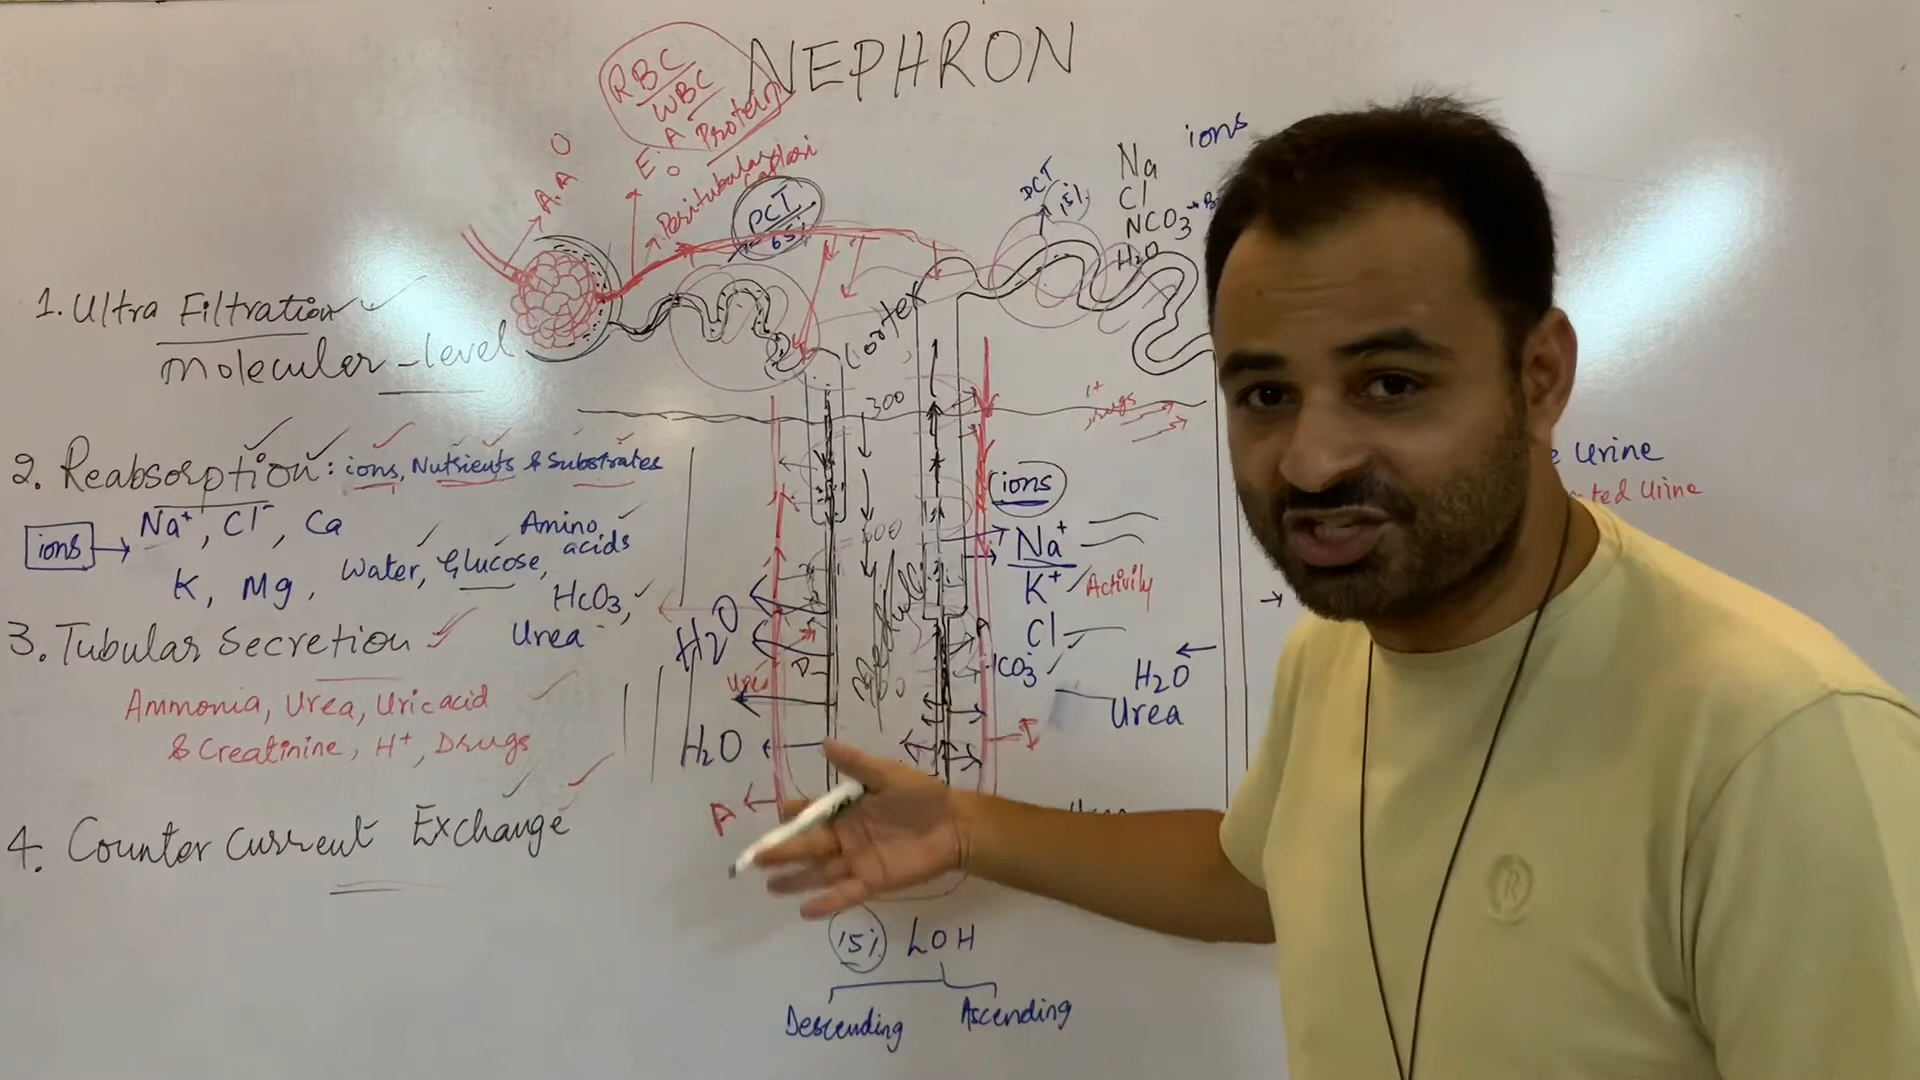 NEPHRON
RBC
WBC
Protein
A.A
O
E.A
O
Peritubular
PCT
65%
DCT
15%
ions
Na
Cl
NCO3
H2O
1. Ultra Filtration
Molecular-level
Cortex
300
drugs
2. Reabsorption: ions, Nutrients & Substrates
ions → Na+, Cl-, Ca
K, Mg, Water, Glucose, Amino acids
HCO3,
Urea
3. Tubular Secretion
Ammonia, Urea, Uric acid
& Creatinine, H+, Drugs
4. Counter Current Exchange
H2O
H2O
A
ions
Na+
K+
Activity
Cl
H2O
Urea
Urine
ted Urine
15% LOH
Descending
Ascending
R